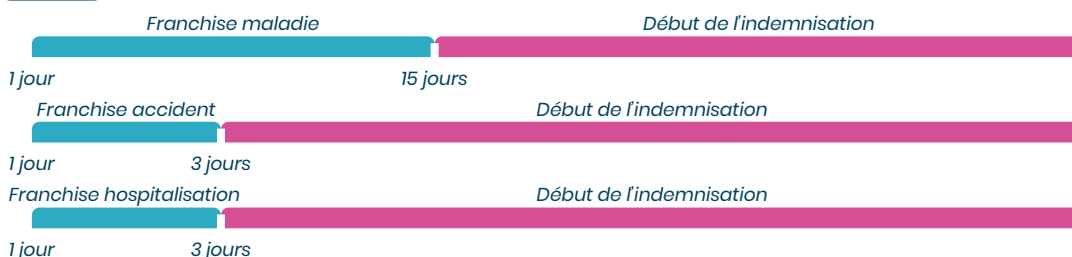 Franchise maladie Début de l'indemnisation
1 jour 15 jours
Franchise accident Début de l'indemnisation
1 jour 3 jours
Franchise hospitalisation Début de l'indemnisation
1 jour 3 jours